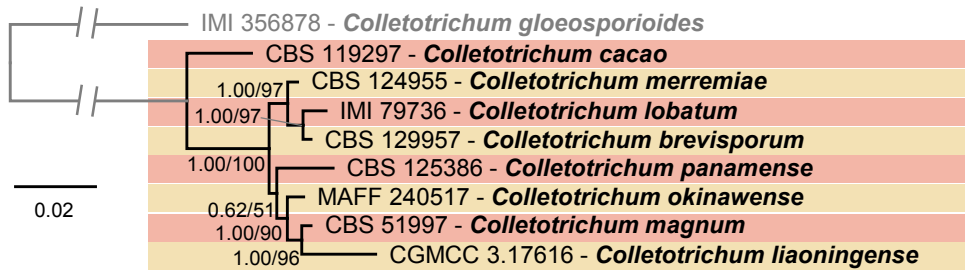 IMI 356878 - Colletotrichum gloeosporioides
CBS 119297 - Colletotrichum cacao
CBS 124955 - Colletotrichum merremiae
1.00/97
IMI 79736 - Colletotrichum lobatum
1.00/97
CBS 129957 - Colletotrichum brevisporum
1.00/100
CBS 125386 - Colletotrichum panamense
MAFF 240517 - Colletotrichum okinawense
0.02
0.62/51
CBS 51997 - Colletotrichum magnum
1.00/90
CGMCC 3.17616 - Colletotrichum liaoningense
1.00/96